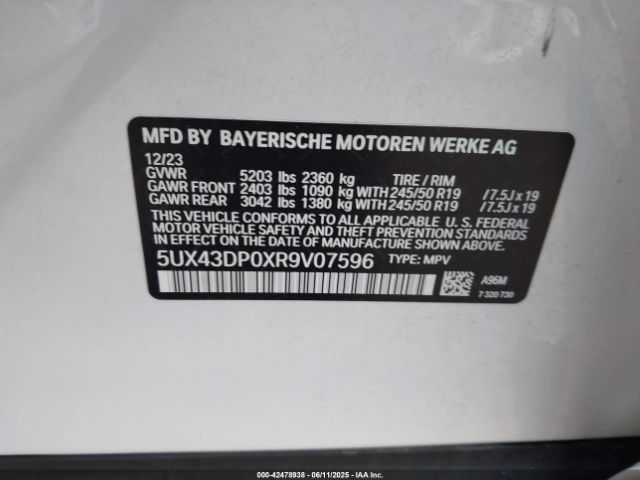 MFD BY BAYERISCHE MOTOREN WERKE AG
12/23
GVWR 5203 lbs 2360 kg TIRE / RIM
GAWR FRONT 2403 lbs 1090 kg WITH 245/50 R19 / 7.5J x 19
GAWR REAR 3042 lbs 1380 kg WITH 245/50 R19 / 7.5J x 19
THIS VEHICLE CONFORMS TO ALL APPLICABLE U. S. FEDERAL
MOTOR VEHICLE SAFETY STANDARDS IN EFFECT ON THE
DATE OF MANUFACTURE SHOWN ABOVE.
5UX43DP0XR9V07596 TYPE: MPV
A96M
7 320 730
000-42478938 - 06/11/2025 - IAA Inc.